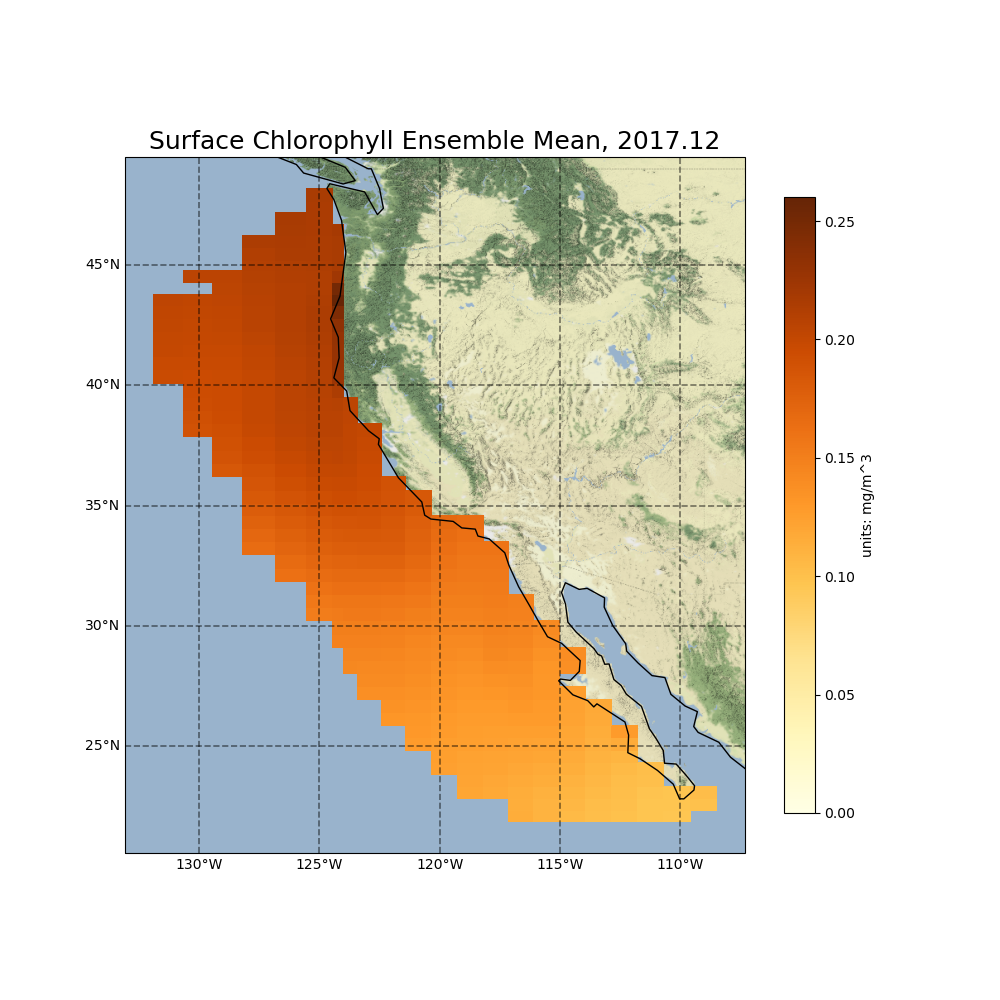 Surface Chlorophyll Ensemble Mean, 2017.12
45°N
40°N
35°N
30°N
25°N
130°W
125°W
120°W
115°W
110°W
0.25
0.20
0.15
0.10
0.05
0.00
units: mg/m^3